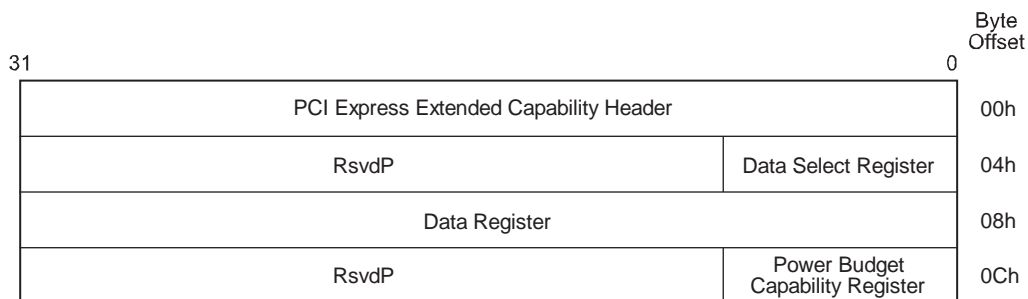 Byte
Offset
31 0
PCI Express Extended Capability Header 00h
RsvdP Data Select Register 04h
Data Register 08h
RsvdP Power Budget
Capability Register 0Ch